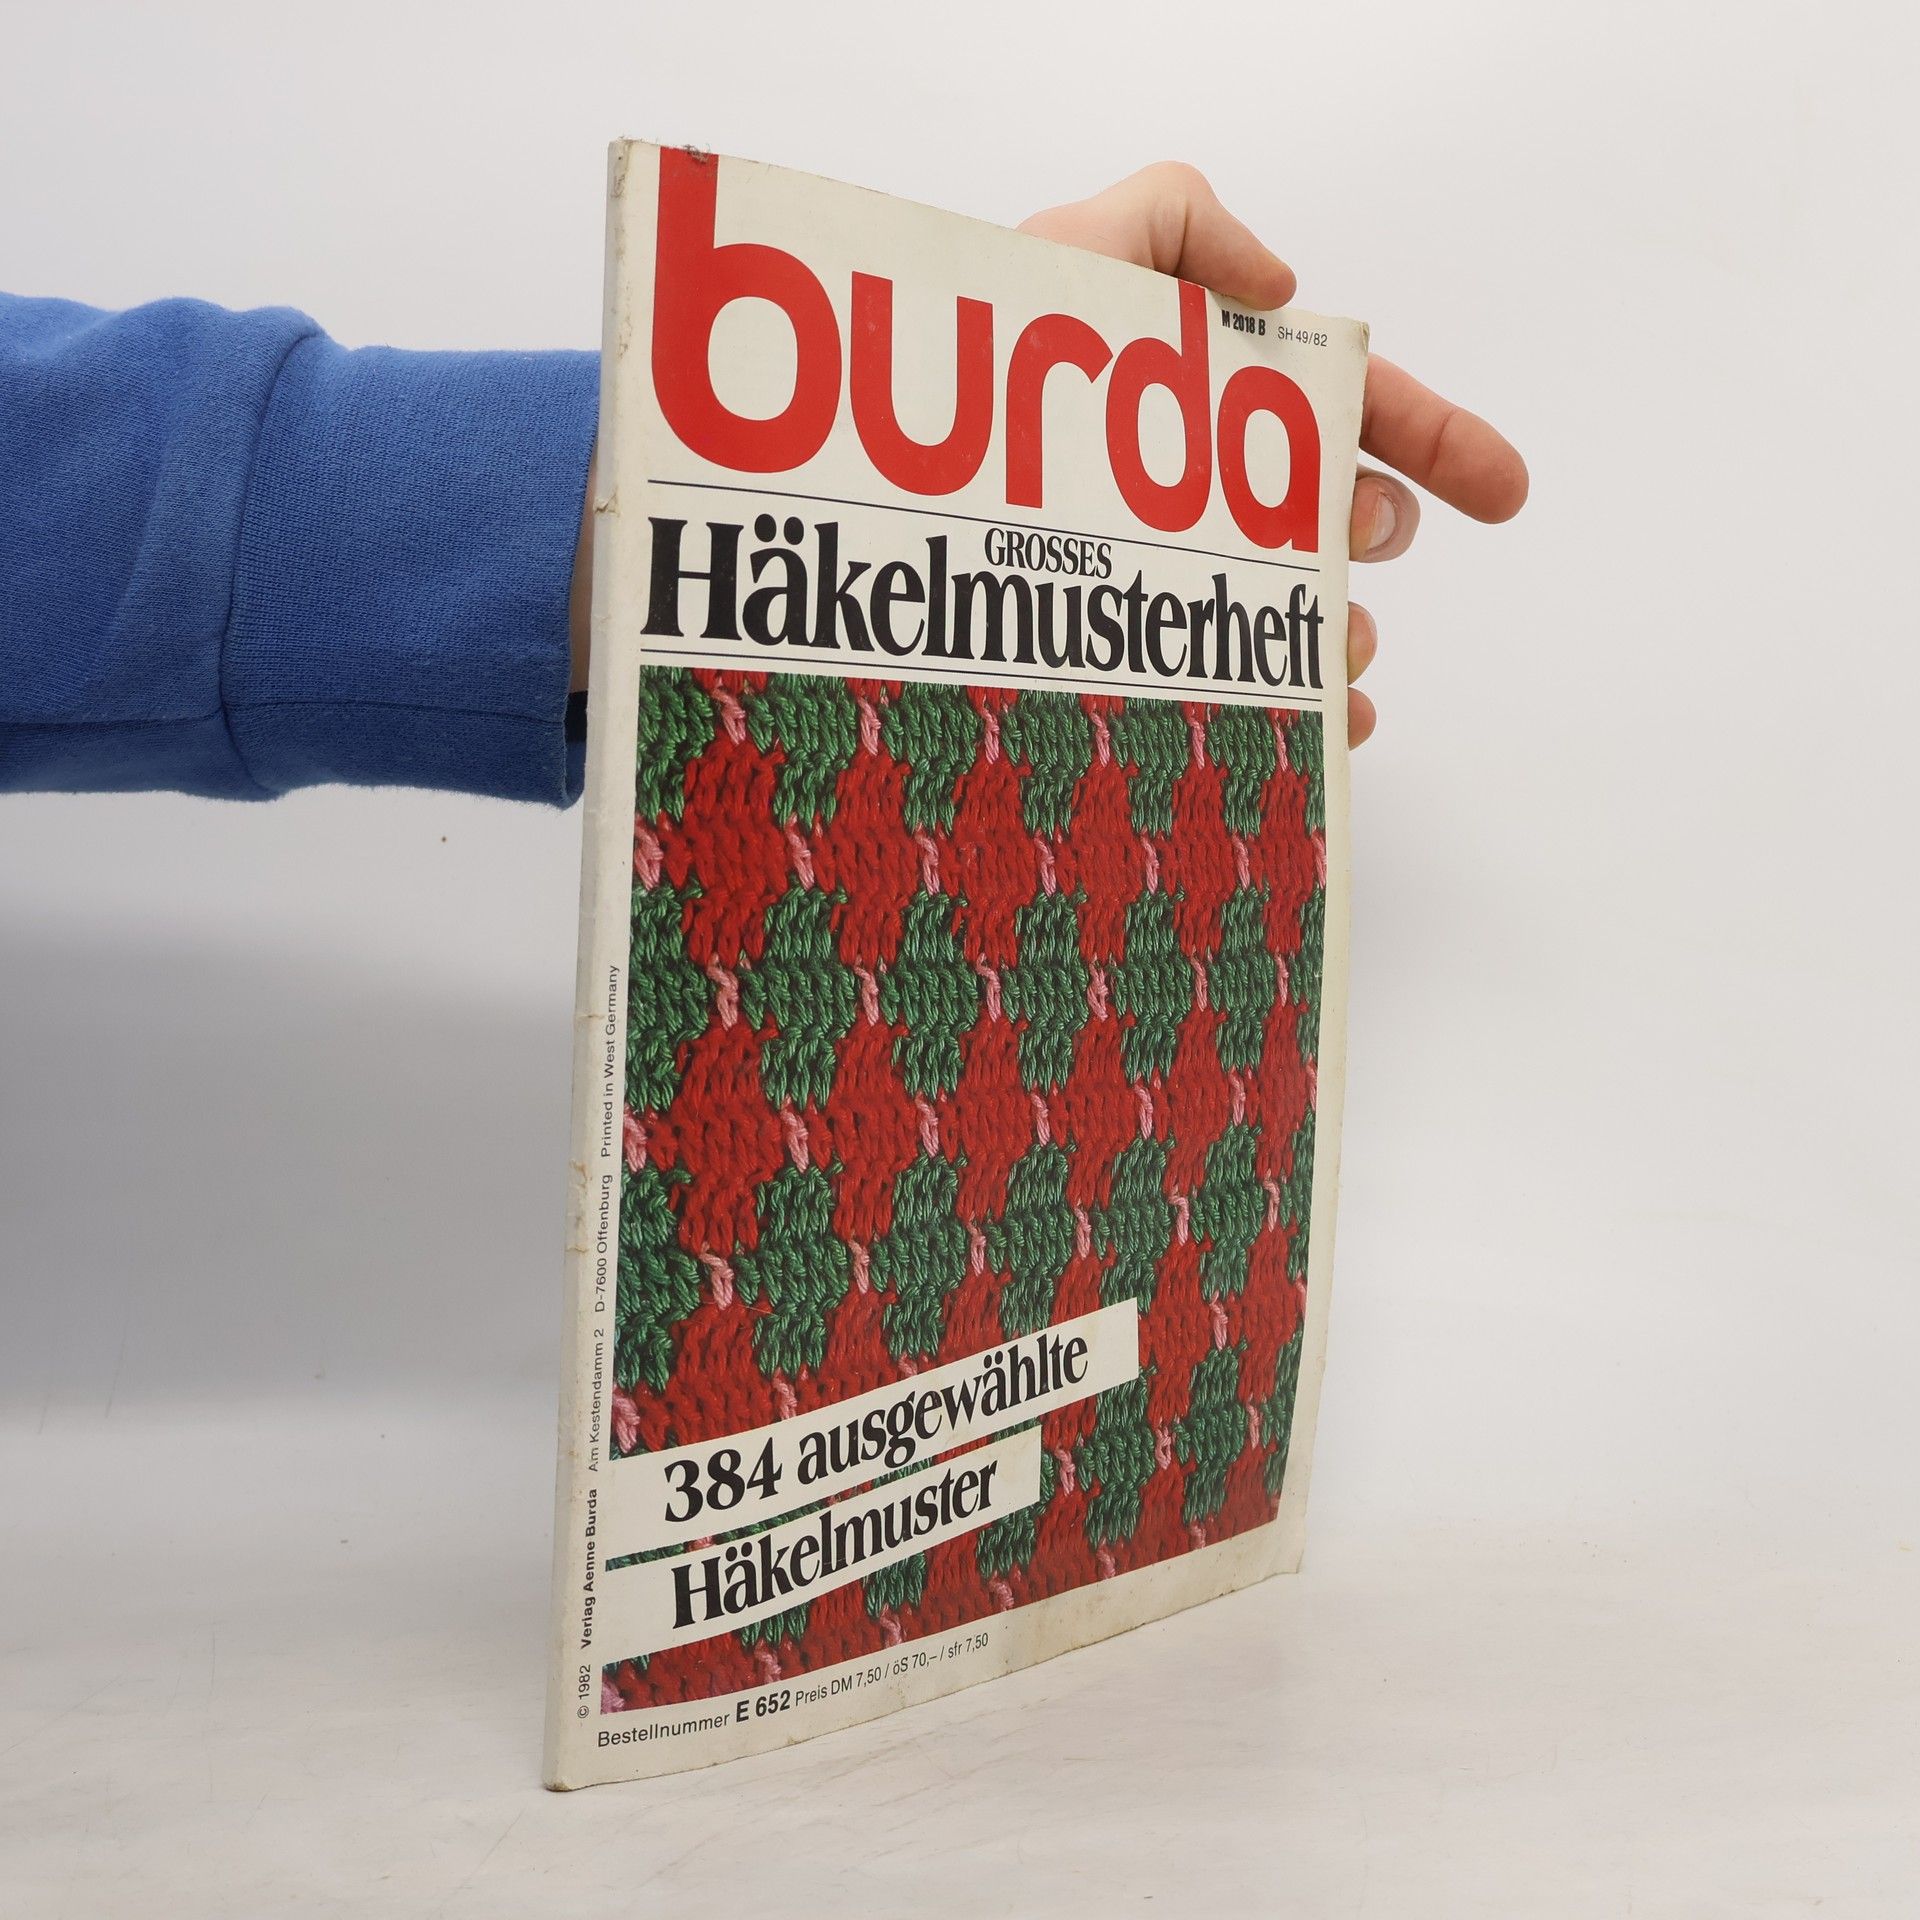 burda
M 2018 B SH 49/82
GROSSES
Häkelmusterheft
384 ausgewählte
Häkelmuster
Bestellnummer E 652 Preis DM 7,50 / öS 70,– / sfr 7,50
© 1982 Verlag Aenne Burda Am Kestendamm 2 D-7600 Offenburg Printed in West Germany